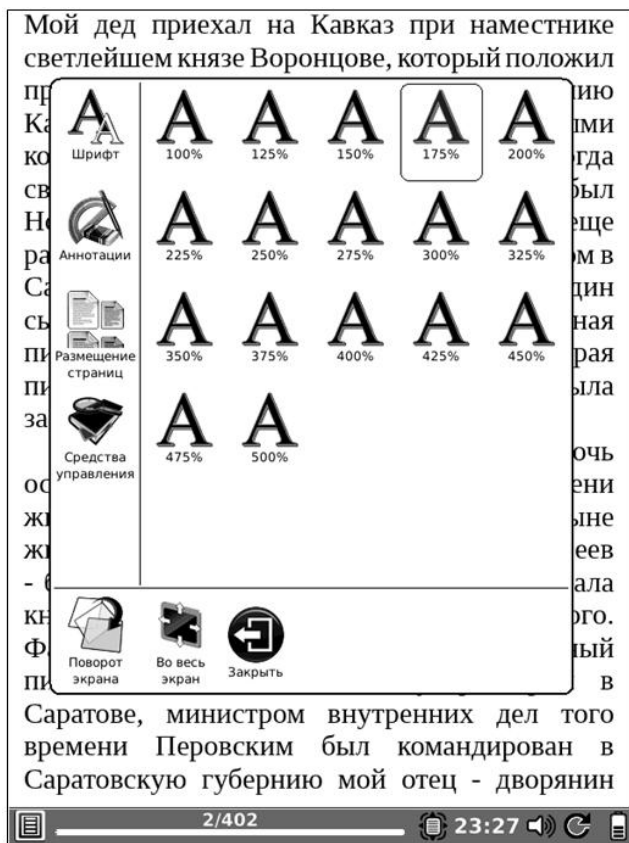 Мой дед приехал на Кавказ при наместнике
светлейшем князе Воронцове, который положил
Шрифт
100% 125% 150% 175% 200%
Аннотации
225% 250% 275% 300% 325%
Размещение
страниц
350% 375% 400% 425% 450%
Средства
управления
475% 500%
Поворот
экрана
Во весь
экран
Закрыть
в
Саратове, министром внутренних дел того
времени Перовским был командирован в
Саратовскую губернию мой отец - дворянин
2/402
23:27